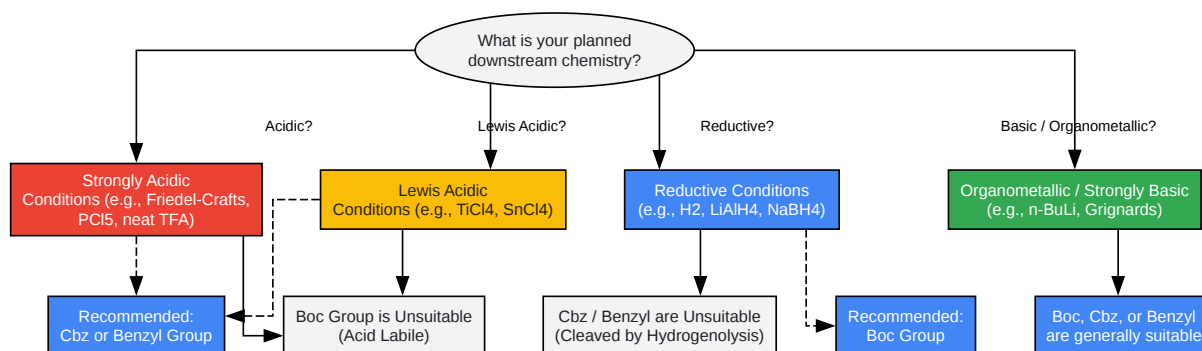 What is your planned
downstream chemistry?
Acidic?
Lewis Acidic?
Reductive?
Basic / Organometallic?
Strongly Acidic
Conditions (e.g., Friedel-Crafts,
PCl5, neat TFA)
Lewis Acidic
Conditions (e.g., TiCl4, SnCl4)
Reductive Conditions
(e.g., H2, LiAlH4, NaBH4)
Organometallic / Strongly Basic
(e.g., n-BuLi, Grignards)
Recommended:
Cbz or Benzyl Group
Boc Group is Unsuitable
(Acid Labile)
Cbz / Benzyl are Unsuitable
(Cleaved by Hydrogenolysis)
Recommended:
Boc Group
Boc, Cbz, or Benzyl
are generally suitable